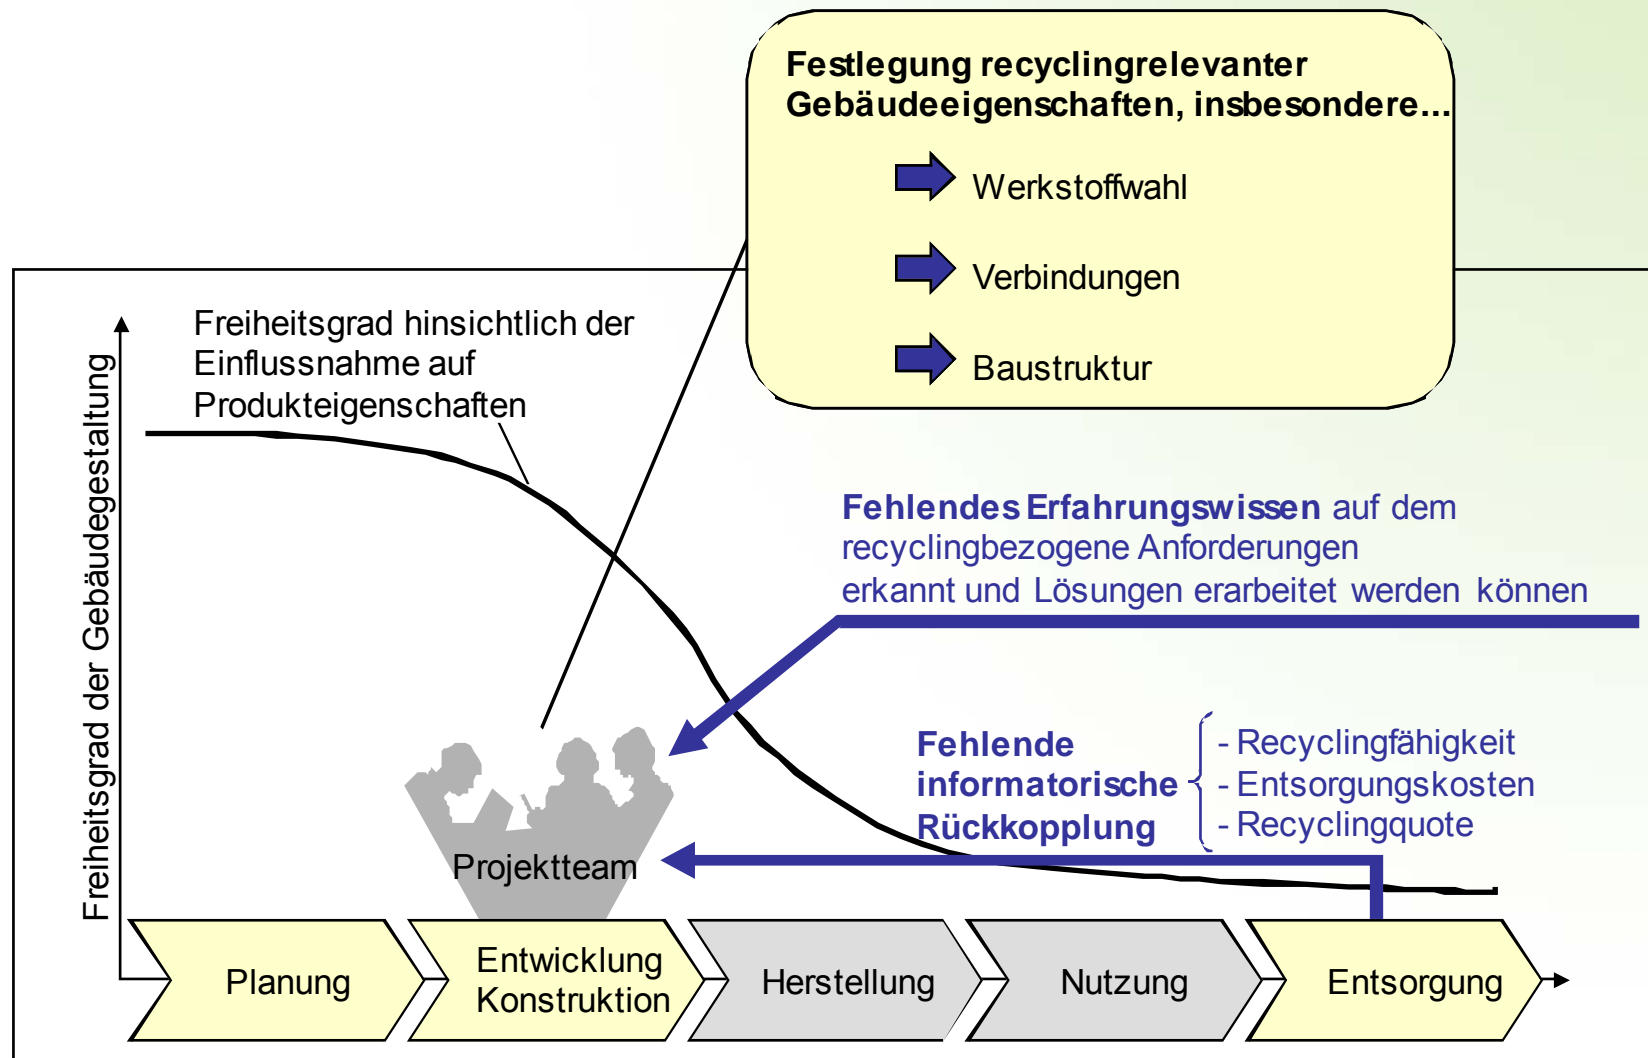 Festlegung recyclingrelevanter
Gebäudeeigenschaften, insbesondere...
Werkstoffwahl
Verbindungen
Baustruktur
Freiheitsgrad der Gebäudegestaltung
Freiheitsgrad hinsichtlich der
Einflussnahme auf
Produkteigenschaften
Fehlendes Erfahrungswissen auf dem
recyclingbezogene Anforderungen
erkannt und Lösungen erarbeitet werden können
Fehlende
informatorische
Rückkopplung
- Recyclingfähigkeit
- Entsorgungskosten
- Recyclingquote
Projektteam
Planung
Entwicklung
Konstruktion
Herstellung
Nutzung
Entsorgung